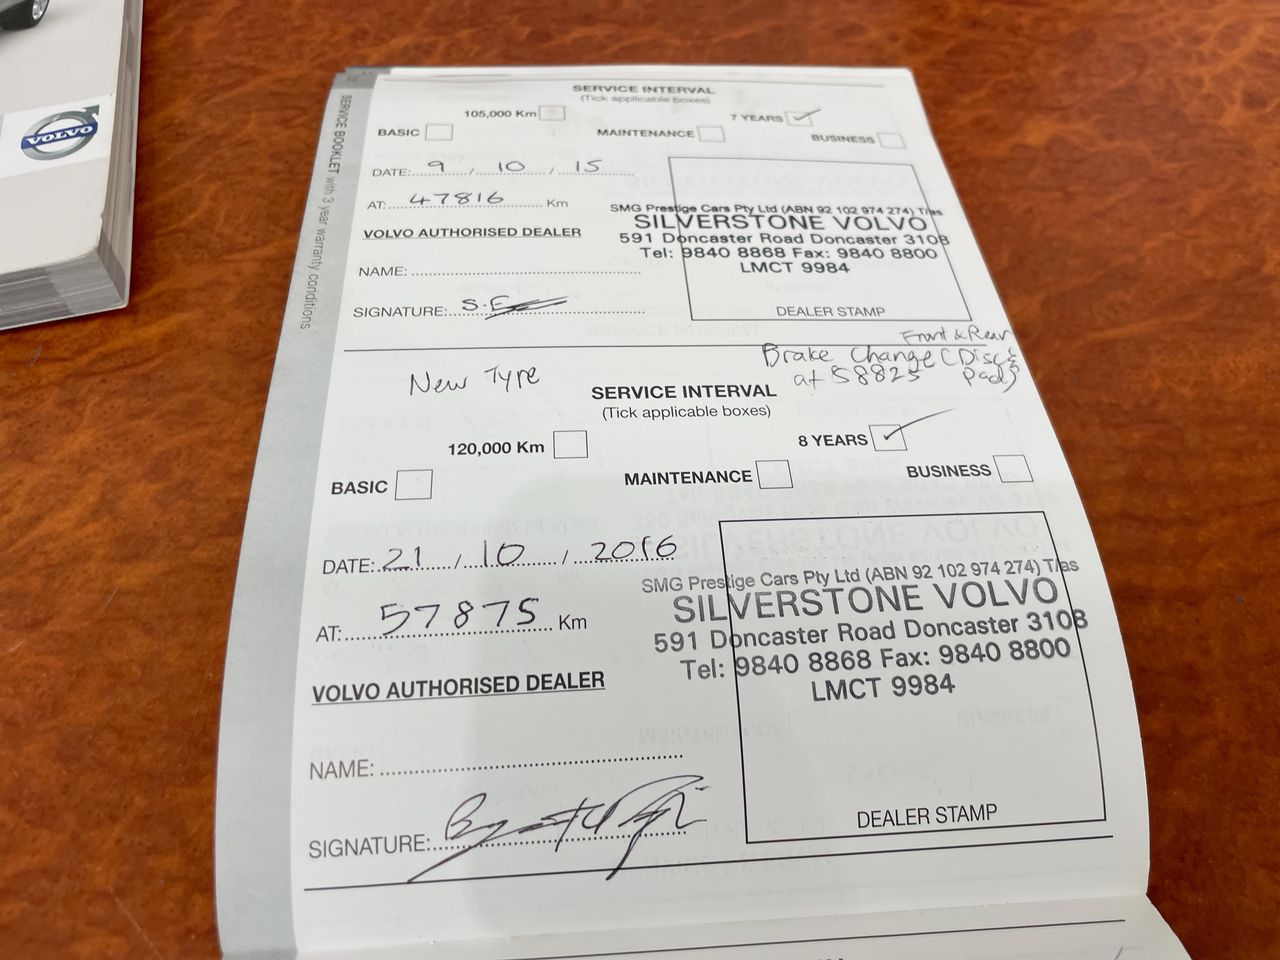 VOLVO
SERVICE BOOKLET with 3 year warranty conditions
SERVICE INTERVAL
(Tick applicable boxes)
105,000 Km
7 YEARS
BASIC
MAINTENANCE
BUSINESS
DATE: 9 / 10 / 15
AT: 47816 Km
VOLVO AUTHORISED DEALER
NAME:
SIGNATURE:
SMG Prestige Cars Pty Ltd (ABN 92 102 974 274) T/as
SILVERSTONE VOLVO
591 Doncaster Road Doncaster 3108
Tel: 9840 8868 Fax: 9840 8800
LMCT 9984
DEALER STAMP
New Type
Front & Rear
Brake Change (Disc &
at 58825 Pad)
SERVICE INTERVAL
(Tick applicable boxes)
120,000 Km
8 YEARS
BASIC
MAINTENANCE
BUSINESS
DATE: 21 / 10 / 2016
AT: 57875 Km
VOLVO AUTHORISED DEALER
NAME:
SIGNATURE:
SMG Prestige Cars Pty Ltd (ABN 92 102 974 274) T/as
SILVERSTONE VOLVO
591 Doncaster Road Doncaster 3108
Tel: 9840 8868 Fax: 9840 8800
LMCT 9984
DEALER STAMP